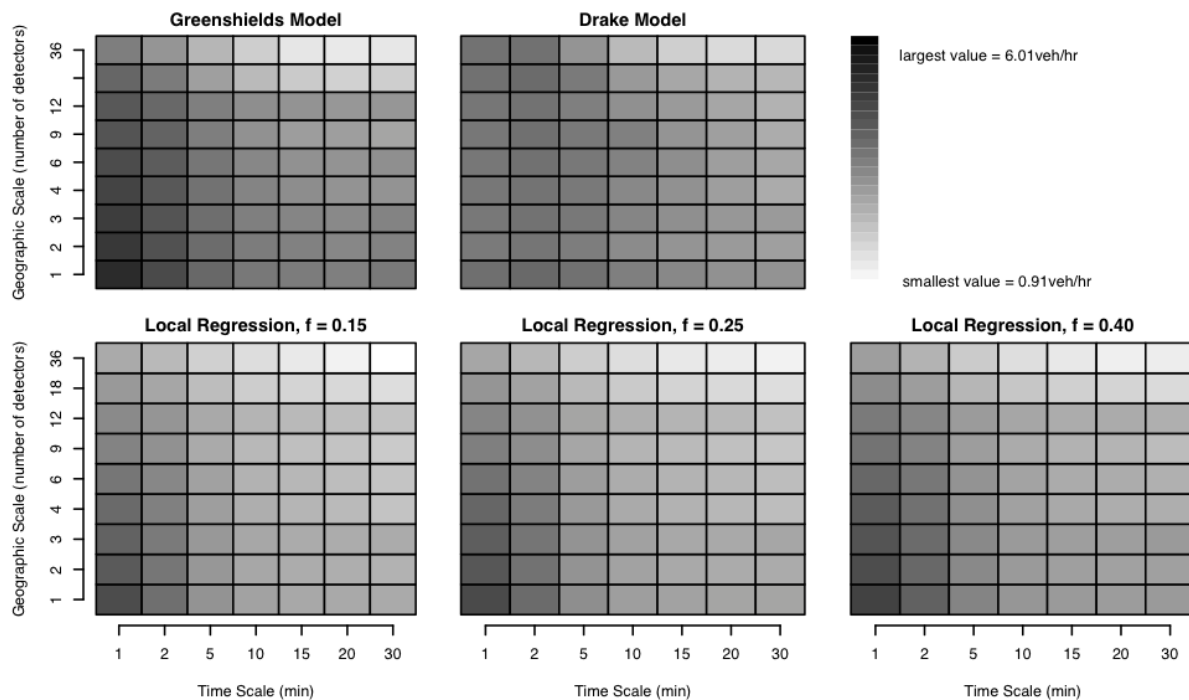 Greenshields Model
Drake Model
Geographic Scale (number of detectors)
36
12
9
6
4
3
2
1
largest value = 6.01veh/hr
smallest value = 0.91veh/hr
Local Regression, f = 0.15
Local Regression, f = 0.25
Local Regression, f = 0.40
Geographic Scale (number of detectors)
36
18
12
9
6
4
3
2
1
1 2 5 10 15 20 30
1 2 5 10 15 20 30
1 2 5 10 15 20 30
Time Scale (min)
Time Scale (min)
Time Scale (min)